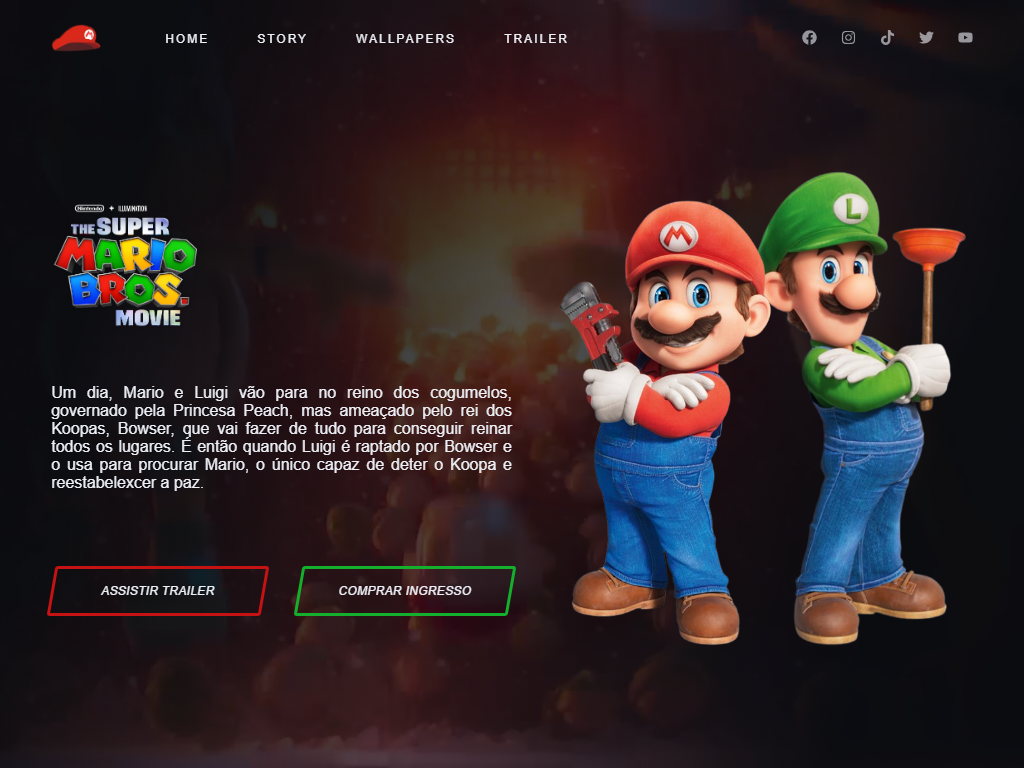 HOME STORY WALLPAPERS TRAILER
Nintendo + ILLUMINATION
THE SUPER
MARIO
BROS.
MOVIE
M
L
Um dia, Mario e Luigi vão para no reino dos cogumelos,
governado pela Princesa Peach, mas ameaçado pelo rei dos
Koopas, Bowser, que vai fazer de tudo para conseguir reinar
todos os lugares. É então quando Luigi é raptado por Bowser e
o usa para procurar Mario, o único capaz de deter o Koopa e
reestabelexcer a paz.
ASSISTIR TRAILER COMPRAR INGRESSO